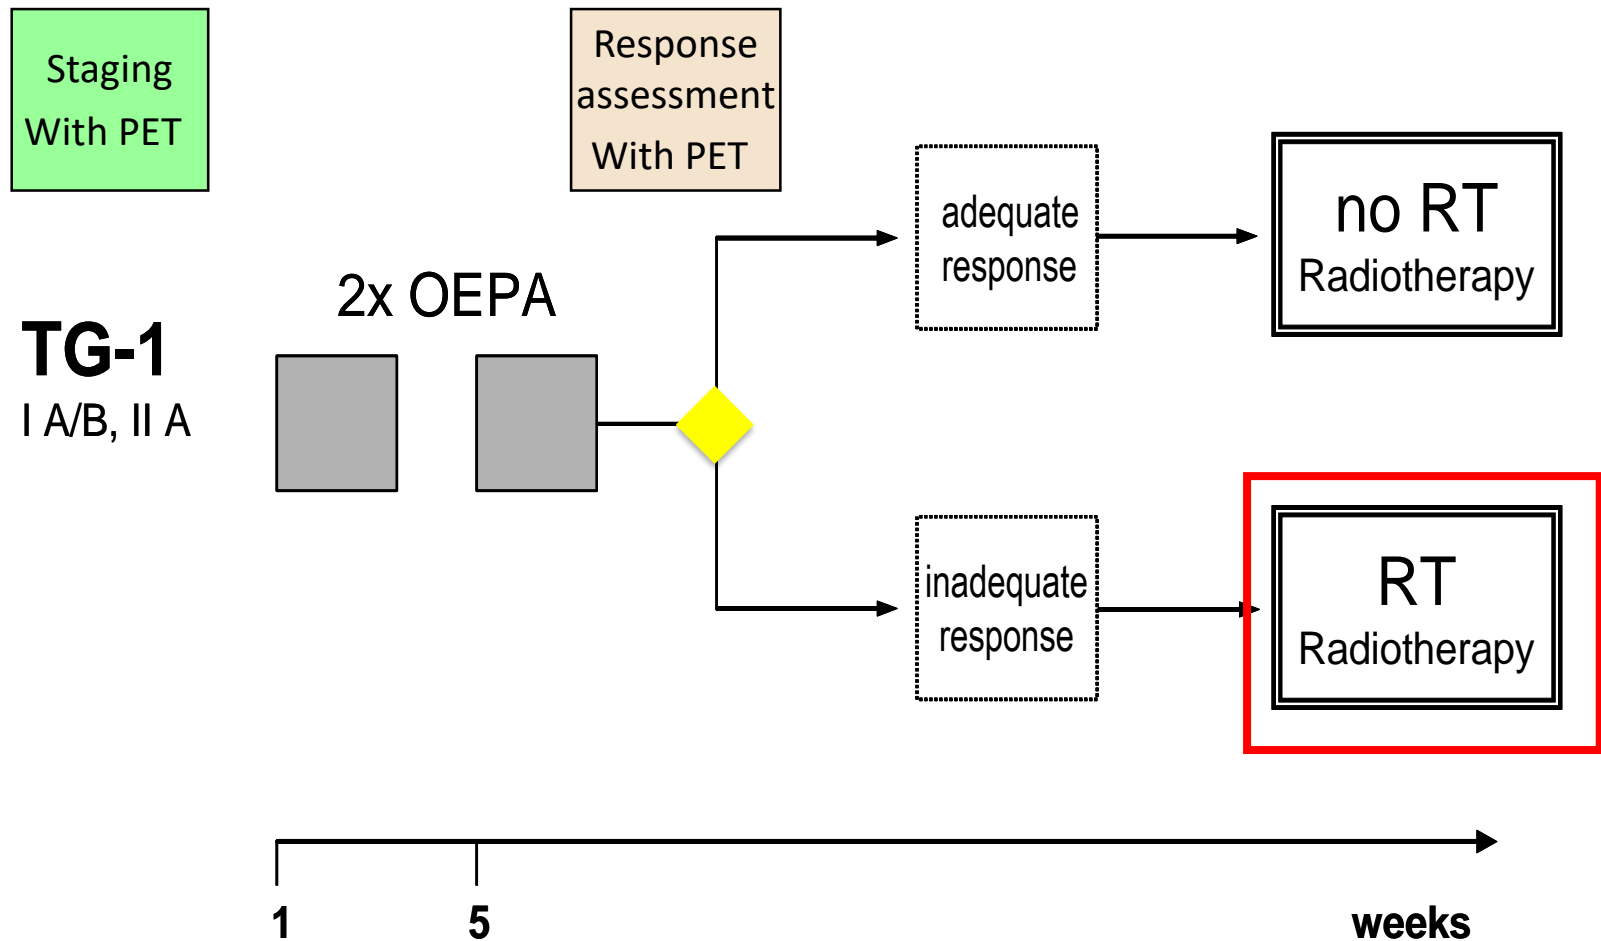 Staging
With PET
Response
assessment
With PET
TG-1
I A/B, II A
2x OEPA
adequate
response
no RT
Radiotherapy
inadequate
response
RT
Radiotherapy
1
5
weeks